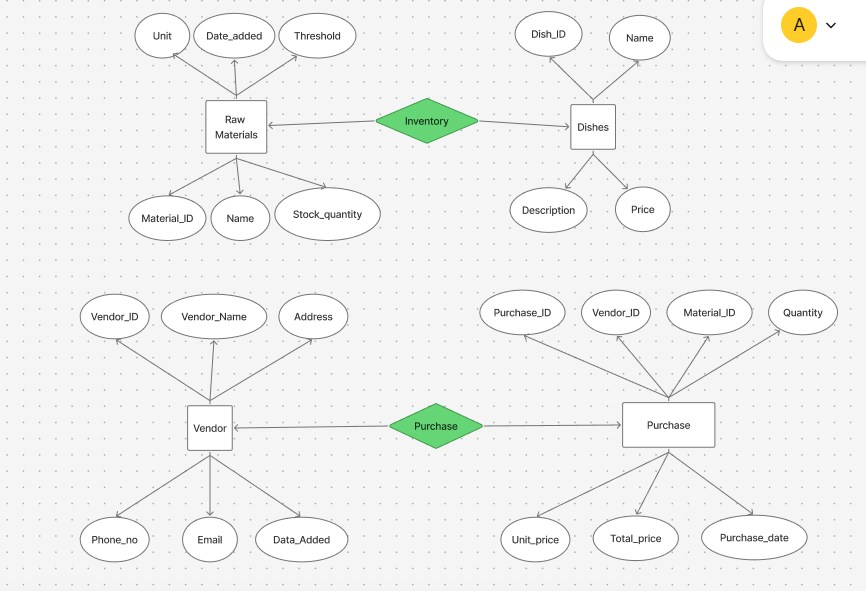 Unit
Date_added
Threshold
Dish_ID
Name
A
Raw
Materials
Inventory
Dishes
Material_ID
Name
Stock_quantity
Description
Price
Vendor_ID
Vendor_Name
Address
Purchase_ID
Vendor_ID
Material_ID
Quantity
Vendor
Purchase
Purchase
Phone_no
Email
Data_Added
Unit_price
Total_price
Purchase_date